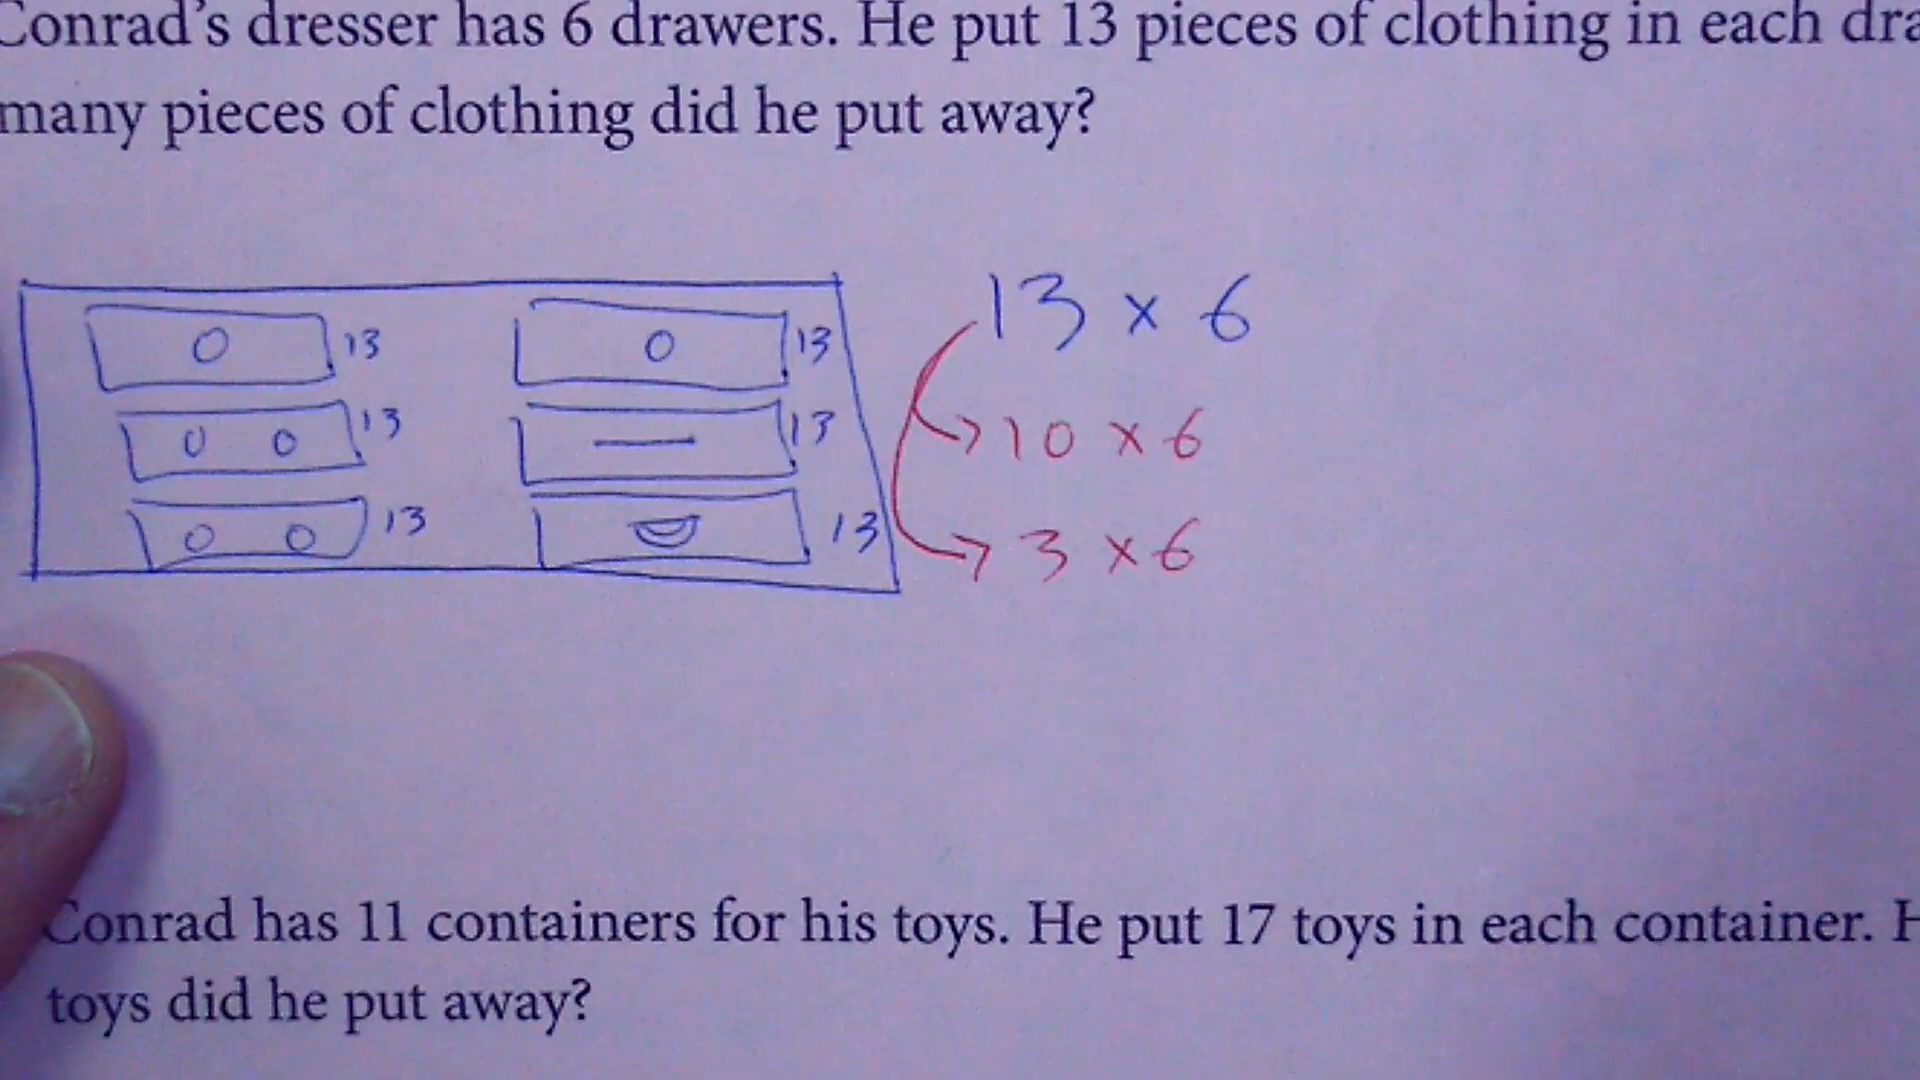 Conrad's dresser has 6 drawers. He put 13 pieces of clothing in each
many pieces of clothing did he put away?
13 13
13 13
13 13
13 x 6
10 x 6
3 x 6
Conrad has 11 containers for his toys. He put 17 toys in each container.
toys did he put away?